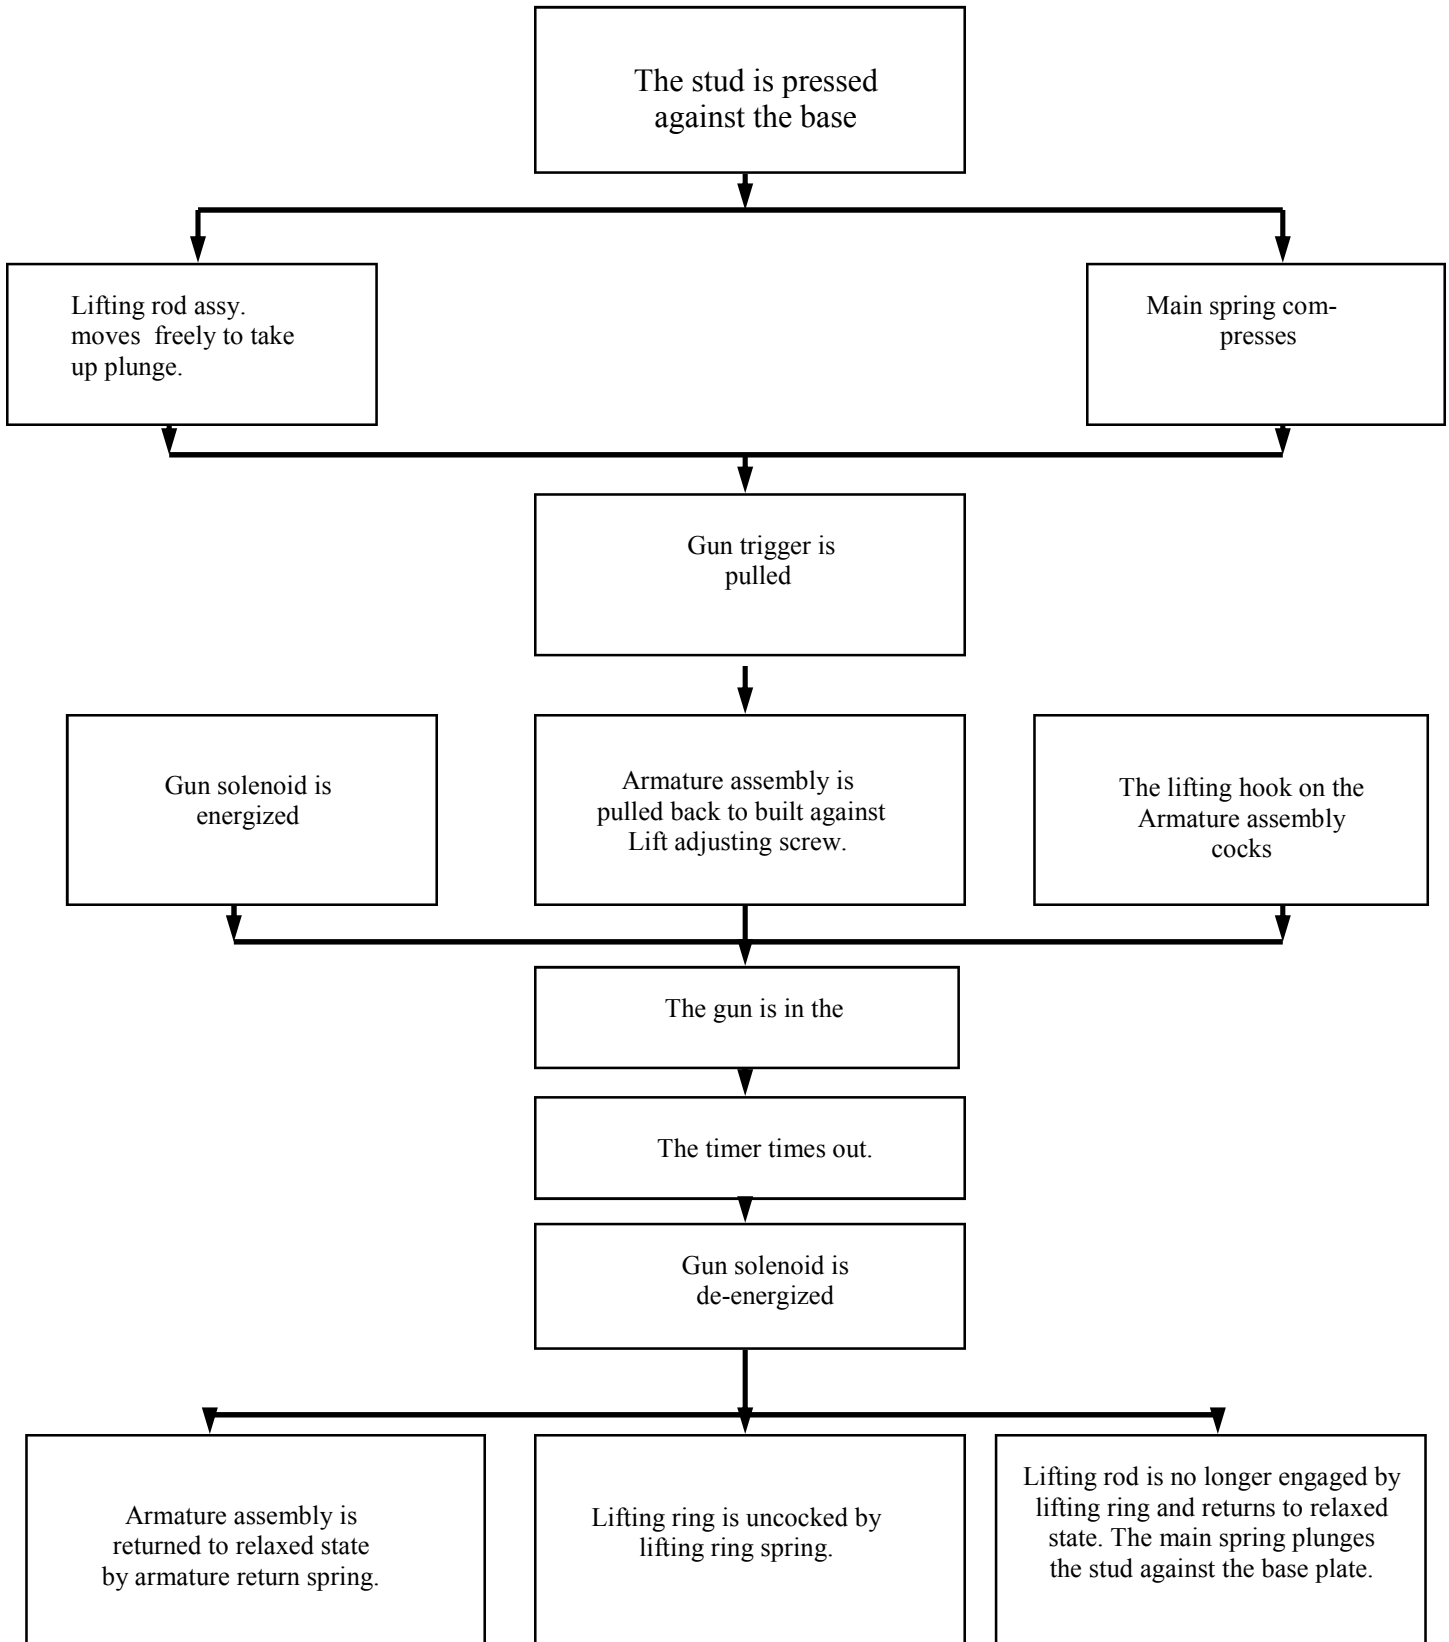 The stud is pressed
against the base
Lifting rod assy.
moves freely to take
up plunge.
Main spring com-
presses
Gun trigger is
pulled
Gun solenoid is
energized
Armature assembly is
pulled back to built against
Lift adjusting screw.
The lifting hook on the
Armature assembly
cocks
The gun is in the
The timer times out.
Gun solenoid is
de-energized
Armature assembly is
returned to relaxed state
by armature return spring.
Lifting ring is uncocked by
lifting ring spring.
Lifting rod is no longer engaged by
lifting ring and returns to relaxed
state. The main spring plunges
the stud against the base plate.